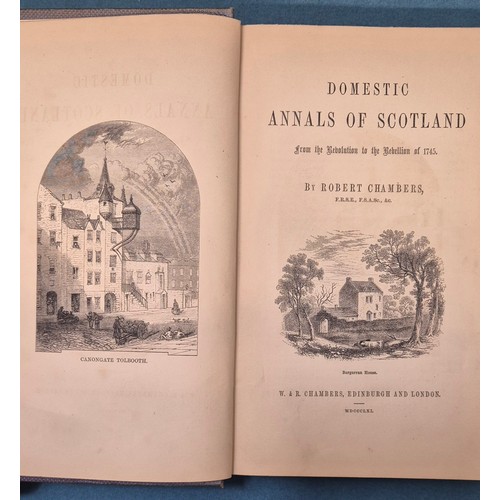 CANONGATE TOLBOOTH.
DOMESTIC
ANNALS OF SCOTLAND
From the Revolution to the Rebellion of 1745.
BY ROBERT CHAMBERS,
F.R.S.E., F.S.A.Sc., &c.
House.
W. & R. CHAMBERS, EDINBURGH AND LONDON.
MDCCCLXI.